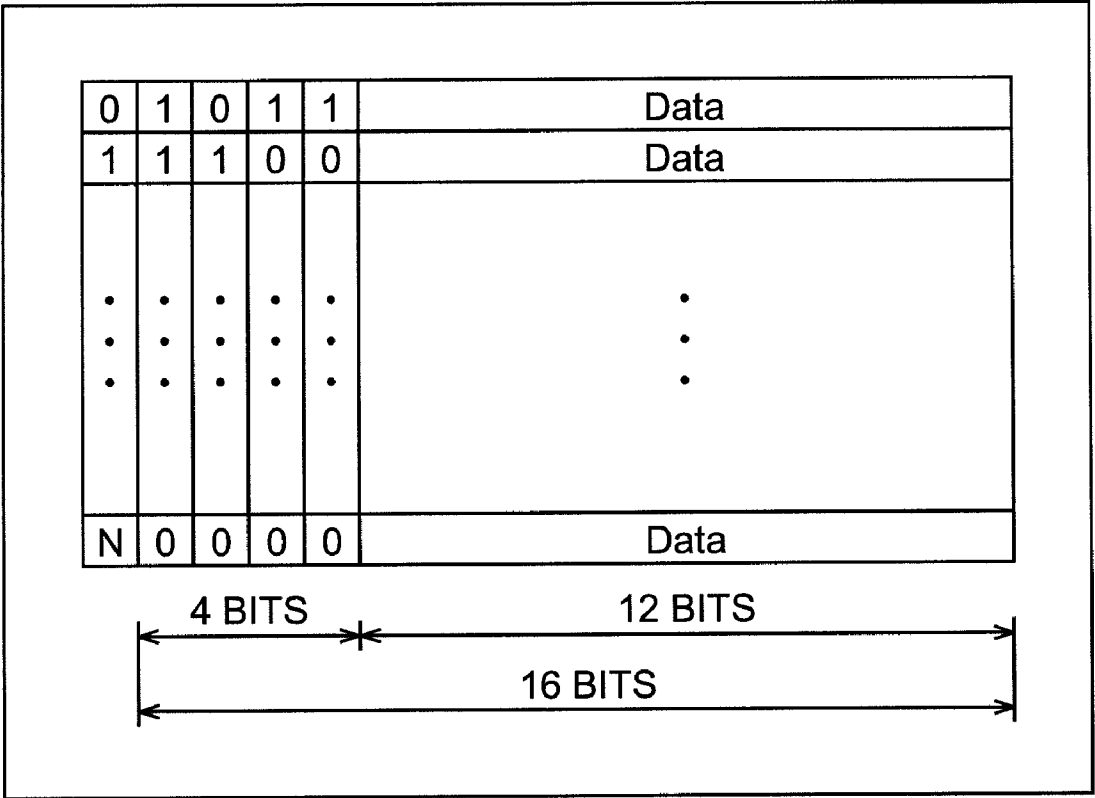 0 1 0 1 1 Data
1 1 1 0 0 Data
N 0 0 0 0 Data
4 BITS 12 BITS
16 BITS